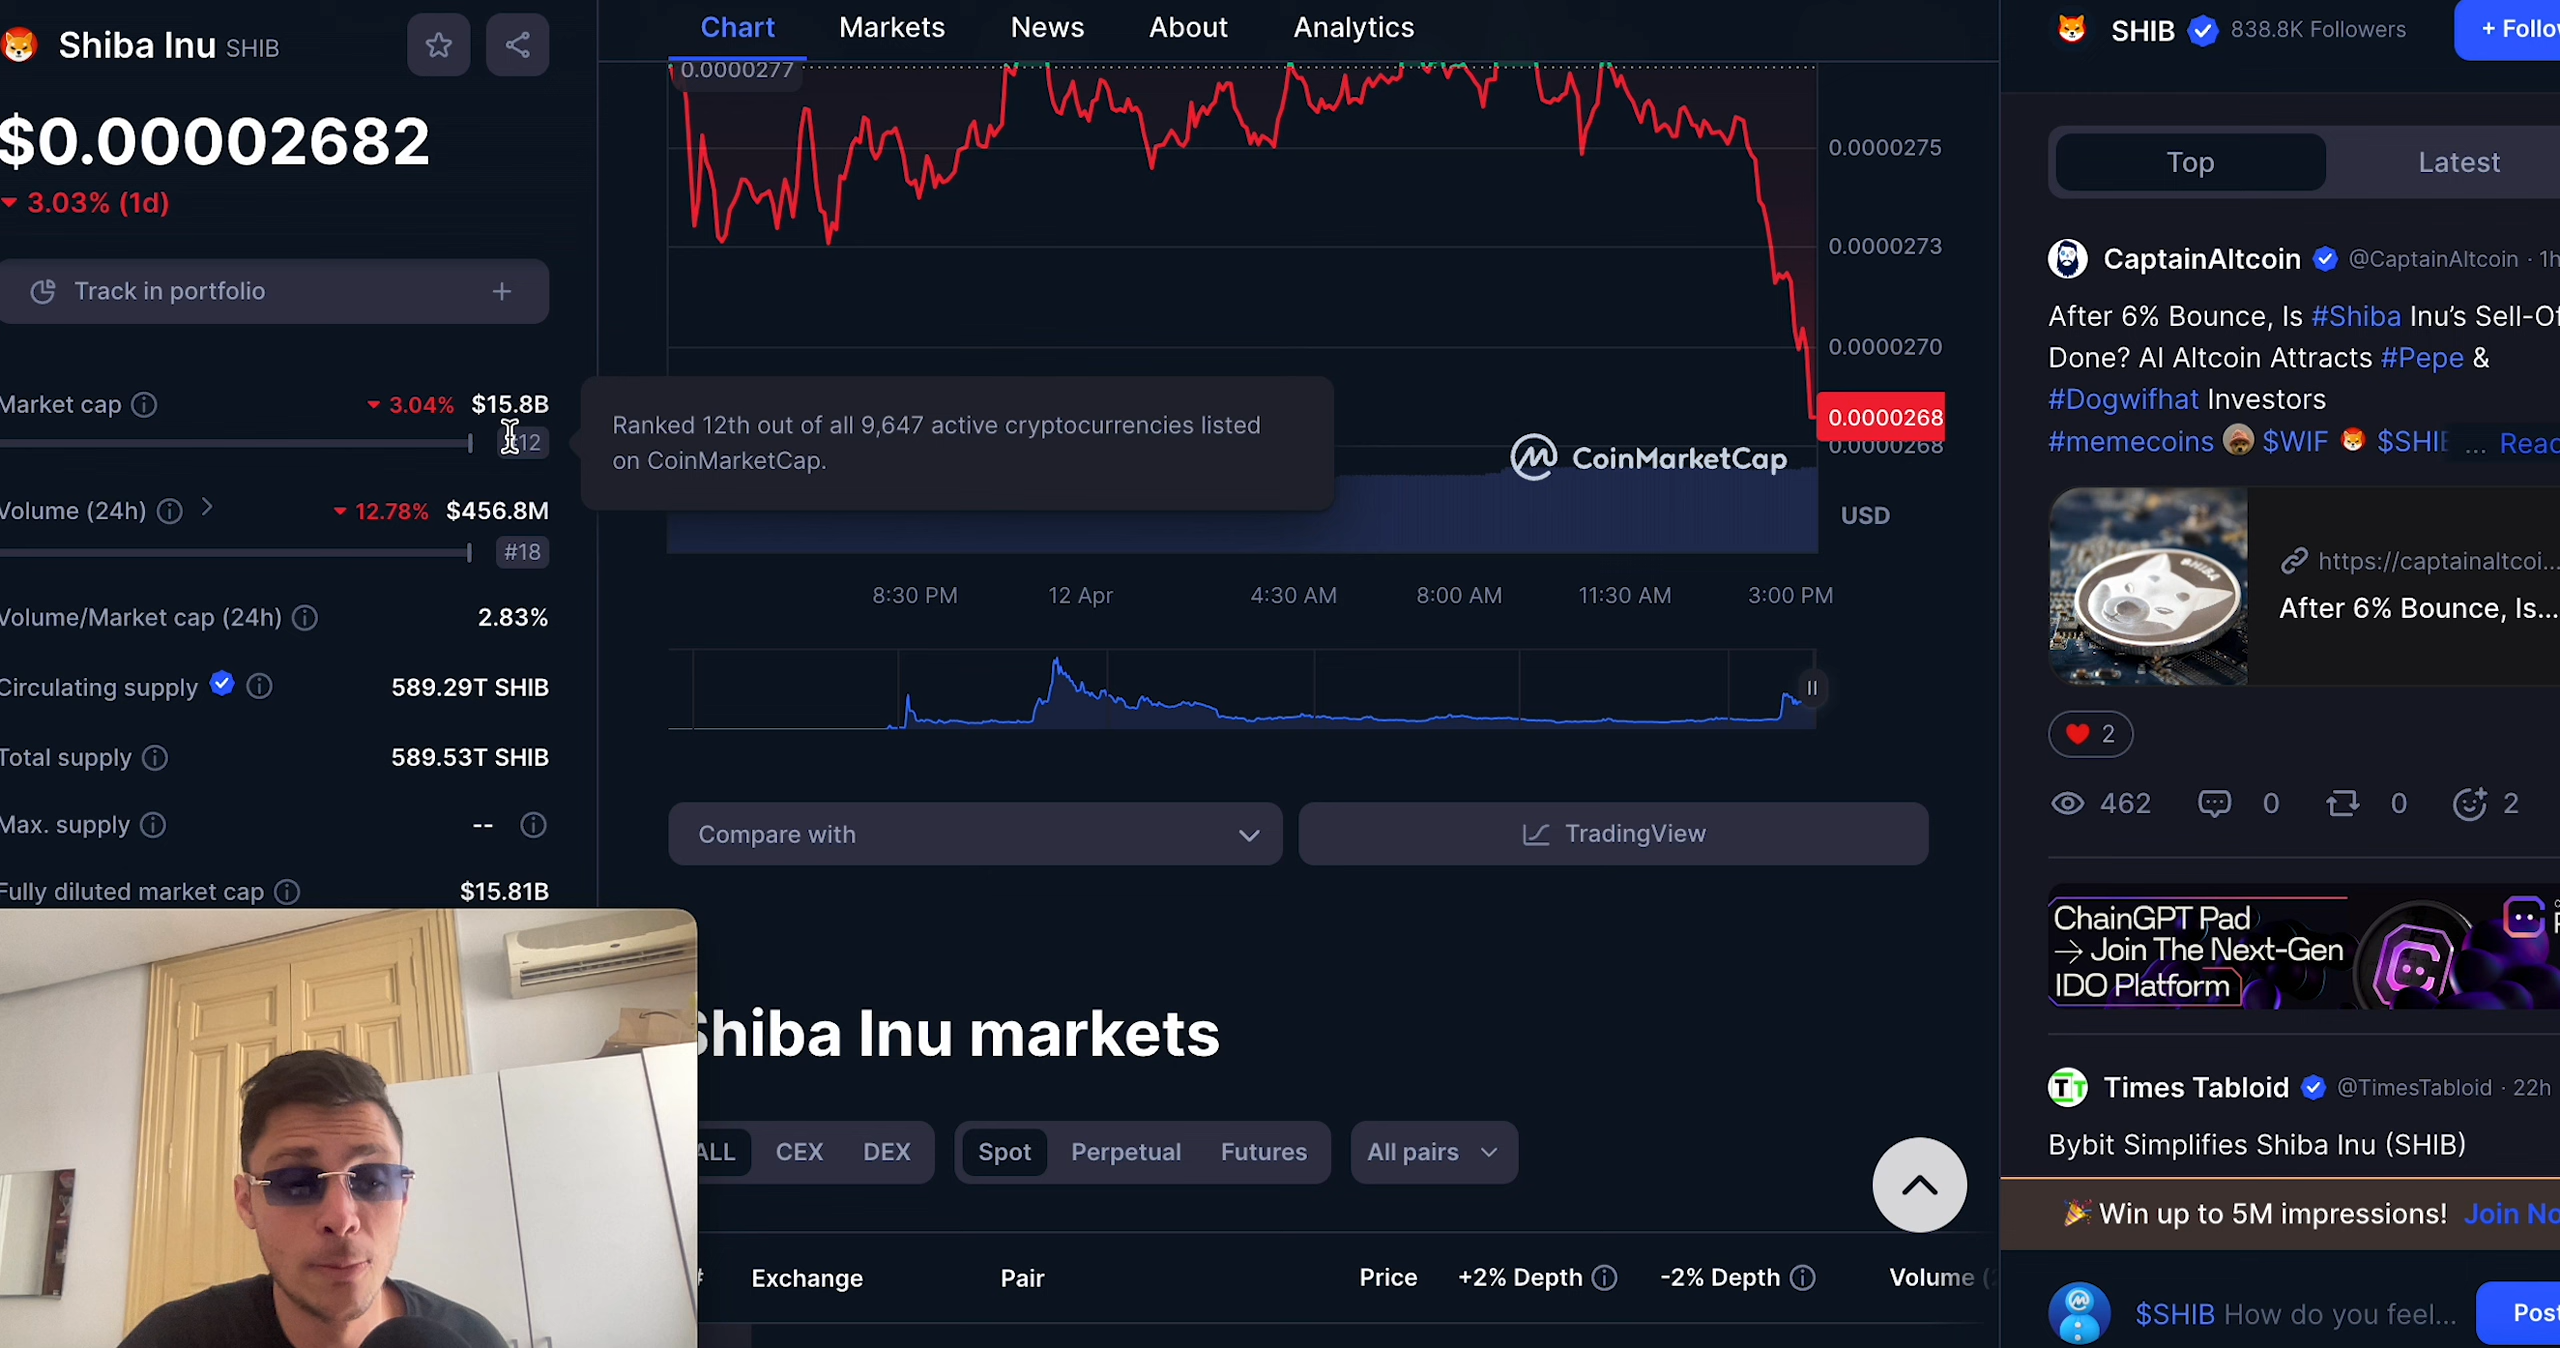 Shiba Inu SHIB
$0.00002682
3.03% (1d)
Track in portfolio +
Market cap 3.04% $15.8B
Volume (24h) 12.78% $456.8M
#18
Volume/Market cap (24h) 2.83%
Circulating supply 589.29T SHIB
Total supply 589.53T SHIB
Max. supply --
Fully diluted market cap $15.81B
Chart Markets News About Analytics
0.0000277
0.0000275
0.0000273
0.0000270
0.0000268
0.0000268
Ranked 12th out of all 9,647 active cryptocurrencies listed
on CoinMarketCap.
CoinMarketCap
USD
8:30 PM 12 Apr 4:30 AM 8:00 AM 11:30 AM 3:00 PM
Compare with
TradingView
Shiba Inu markets
ALL CEX DEX Spot Perpetual Futures All pairs
# Exchange Pair Price +2% Depth -2% Depth Volume
SHIB 838.8K Followers
+ Follow
Top Latest
CaptainAltcoin @CaptainAltcoin · 1h
After 6% Bounce, Is #Shiba Inu's Sell-Of
Done? AI Altcoin Attracts #Pepe &
#Dogwifhat Investors
#memecoins $WIF $SHIB ... Read
SHIBA
https://captainaltcoi...
After 6% Bounce, Is...
2
462 0 0 2
ChainGPT Pad
→ Join The Next-Gen
IDO Platform
Times Tabloid @TimesTabloid · 22h
Bybit Simplifies Shiba Inu (SHIB)
Win up to 5M impressions! Join No
$SHIB How do you feel...
Post